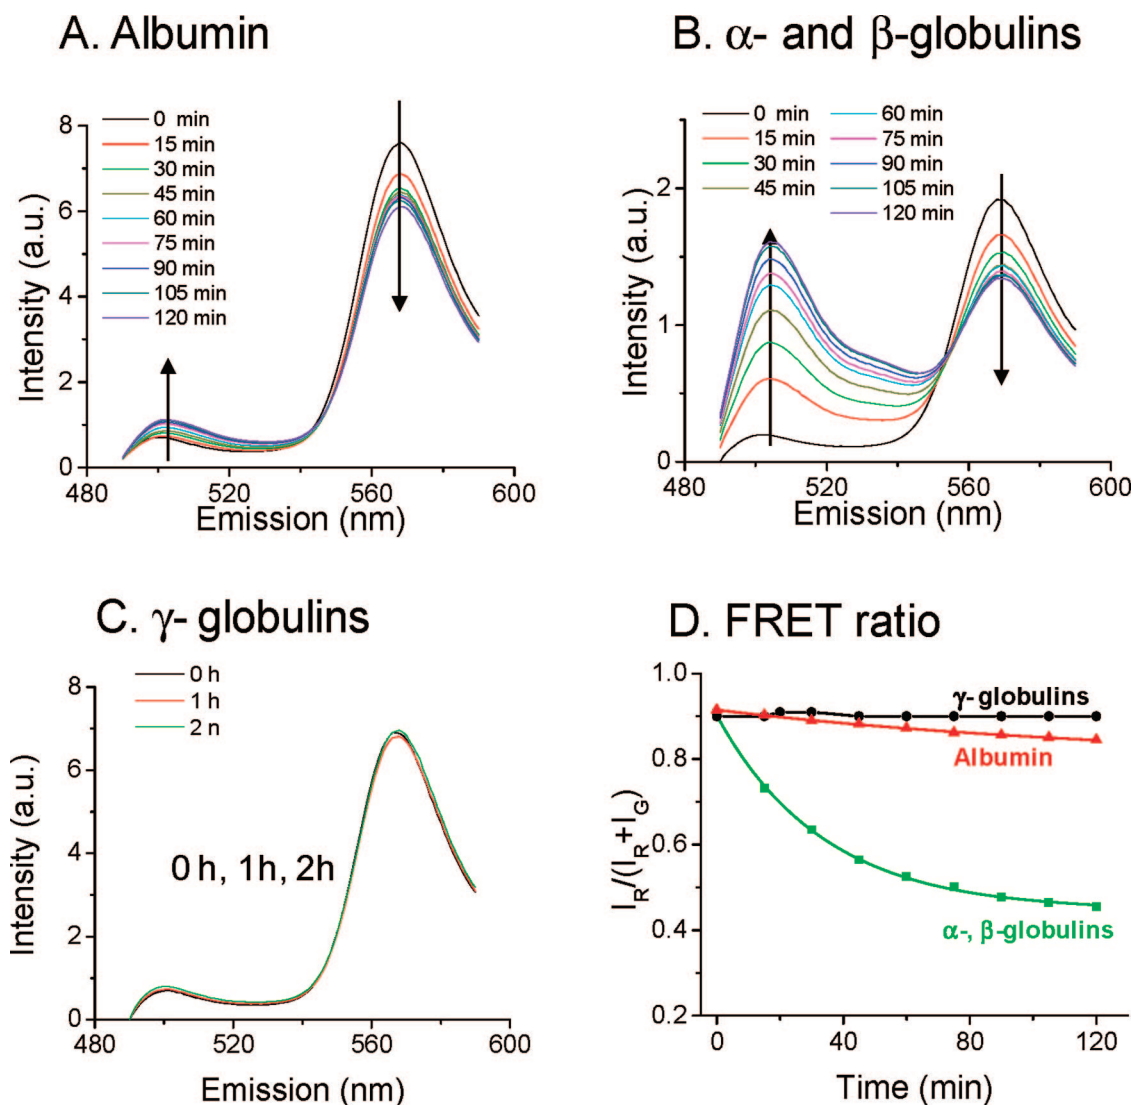 A. Albumin
0 min
15 min
30 min
45 min
60 min
75 min
90 min
105 min
120 min
8
6
4
2
0
480
520
560
600
Intensity (a.u.)
Emission (nm)
B. α- and β-globulins
0 min
15 min
30 min
45 min
60 min
75 min
90 min
105 min
120 min
2
1
0
480
520
560
600
Intensity (a.u.)
Emission (nm)
C. γ- globulins
0 h
1 h
2 n
0 h, 1h, 2h
8
6
4
2
0
480
520
560
600
Intensity (a.u.)
Emission (nm)
D. FRET ratio
γ- globulins
Albumin
α-, β-globulins
1.0
0.8
0.6
0.4
0.2
0
40
80
120
I_R/(I_R+I_G)
Time (min)